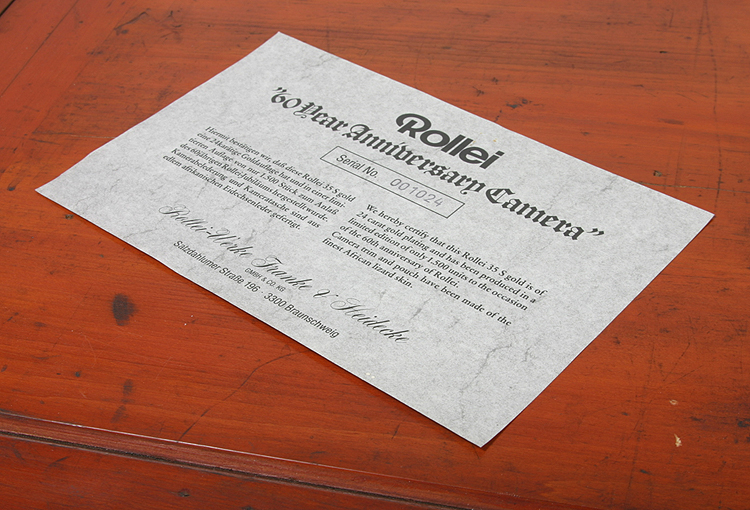 Rollei
"60 Year Anniversary Camera"
Serial No. 001024
Hiermit bestätigen wir, daß diese Rollei 35 S gold
eine 24karätige Goldauflage hat und in einer limi-
tierten Auflage von nur 1.500 Stück zum Anlaß
des 60jährigen Rollei-Jubiläums hergestellt wurde.
Kamerabelederung und Kameratasche sind aus
edlem afrikanischen Eidechsenleder gefertigt.
We hereby certify that this Rollei 35 S gold is of
24 carat gold plating and has been produced in a
limited edition of only 1.500 units to the occasion
of the 60th anniversary of Rollei.
Camera trim and pouch have been made of the
finest African lizard skin.
Rollei-Werke Franke & Heidecke
GMBH & CO. KG
Salzdahlumer Straße 196 · 3300 Braunschweig